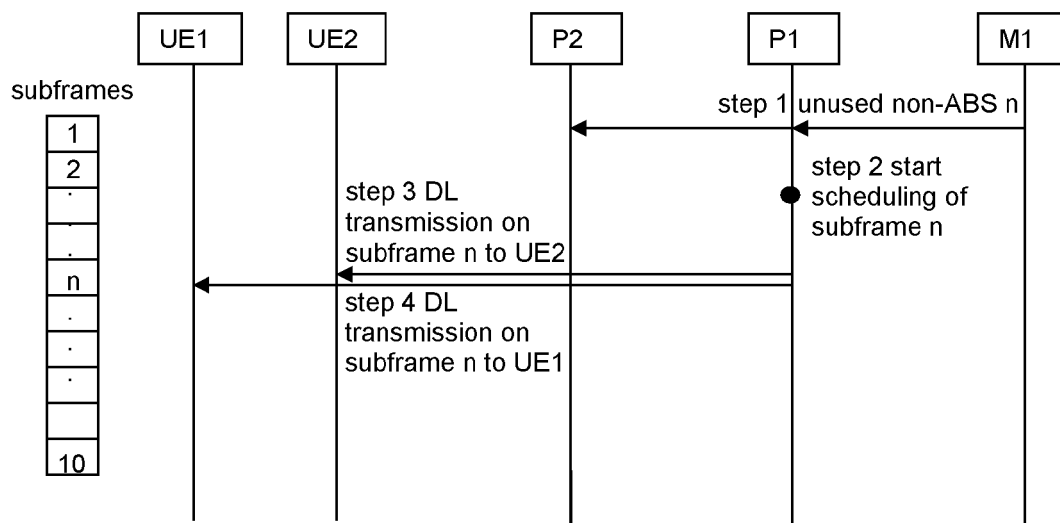 UE1
UE2
P2
P1
M1
subframes
1
2
.
.
n
.
.
.
10
step 1 unused non-ABS n
step 2 start
scheduling of
subframe n
step 3 DL
transmission on
subframe n to UE2
step 4 DL
transmission on
subframe n to UE1